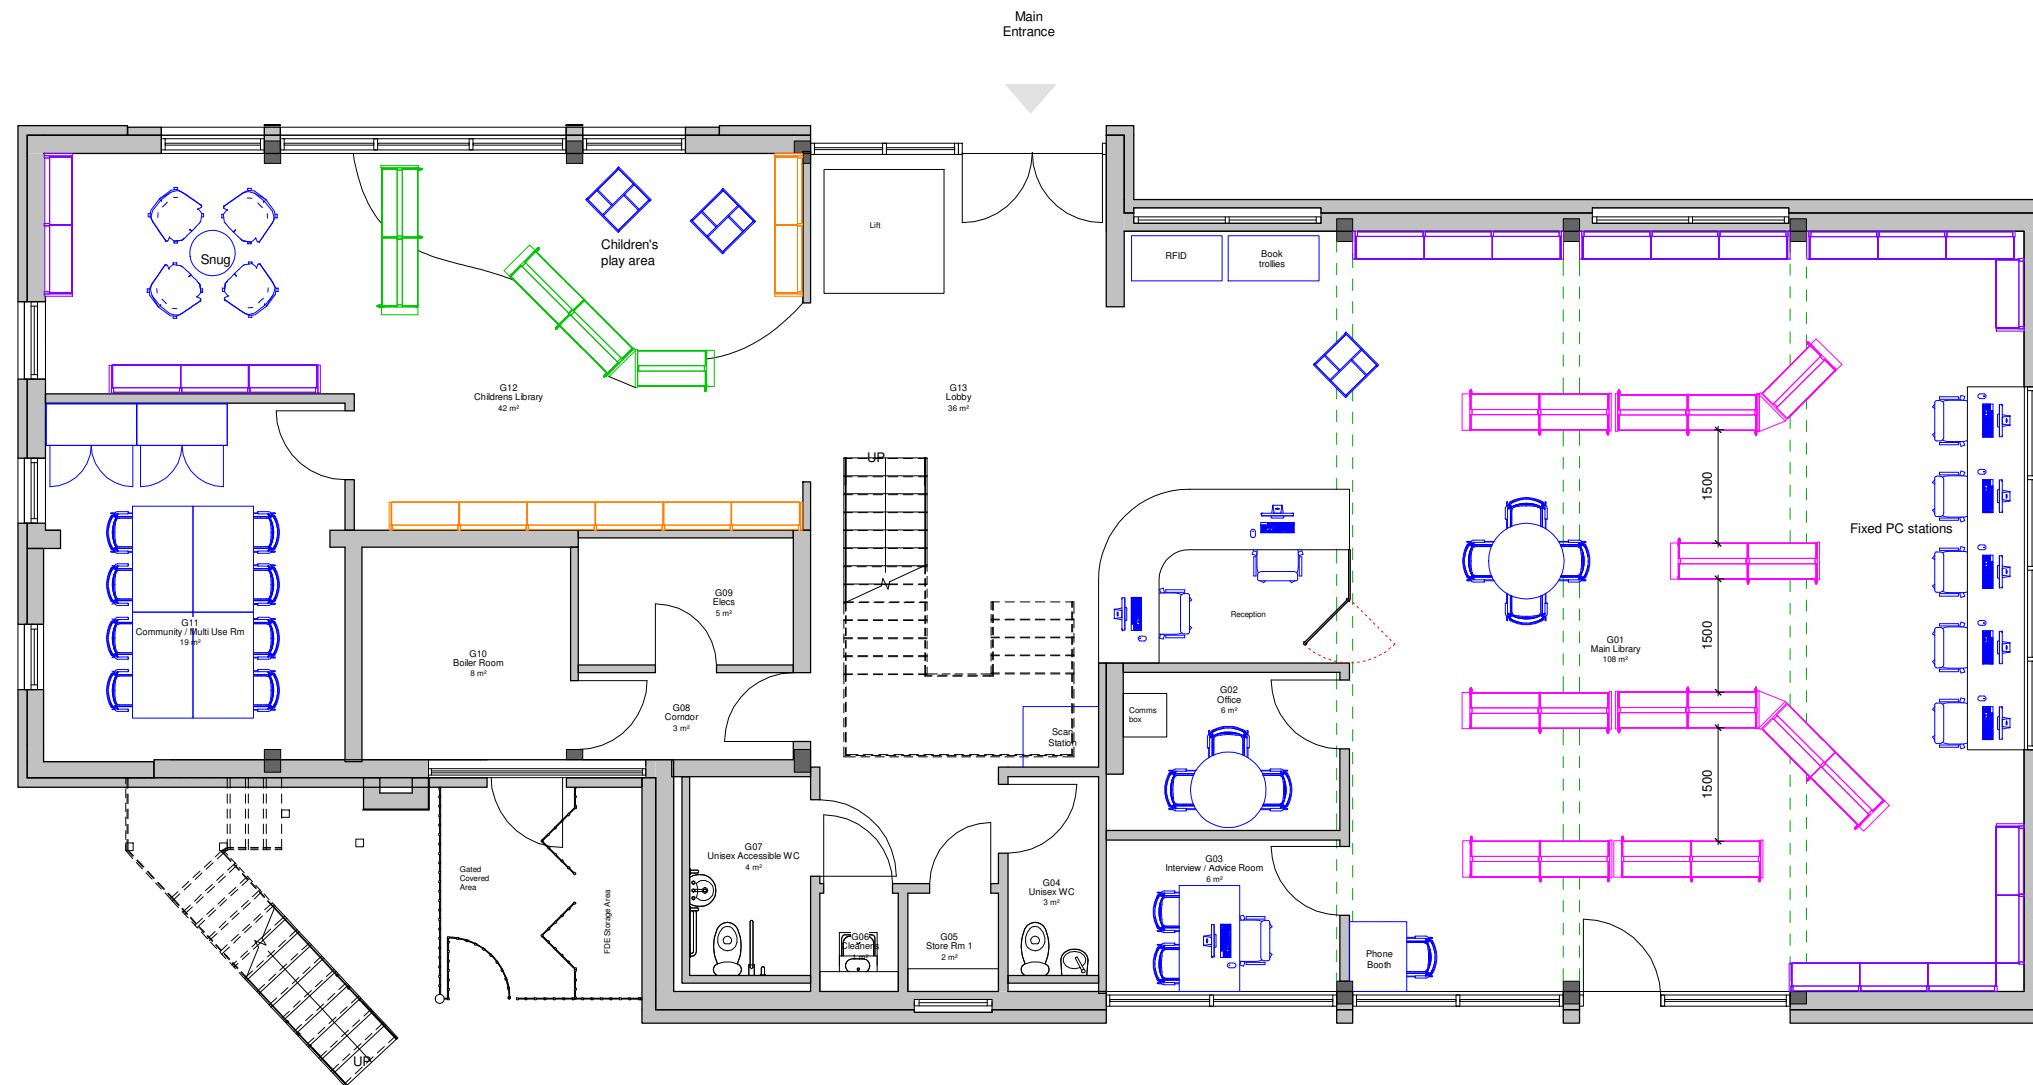 Main
Entrance
Lift
RFID
Book
trollies
Snug
Children's
play area
G12
Childrens Library
42 m²
G13
Lobby
36 m²
UP
1500
Fixed PC stations
G09
Elecs
5 m²
Reception
G11
Community / Multi Use Rm
19 m²
G10
Boiler Room
8 m²
G01
Main Library
108 m²
1500
G08
Corridor
3 m²
G02
Office
6 m²
Comms
box
Scan
Station
1500
G07
Unisex Accessible WC
4 m²
G03
Interview / Advice Room
6 m²
Gated
Covered
Area
G04
Unisex WC
3 m²
FDE Storage Area
G06
Cleaners
1 m²
G05
Store Rm 1
2 m²
Phone
Booth
UP